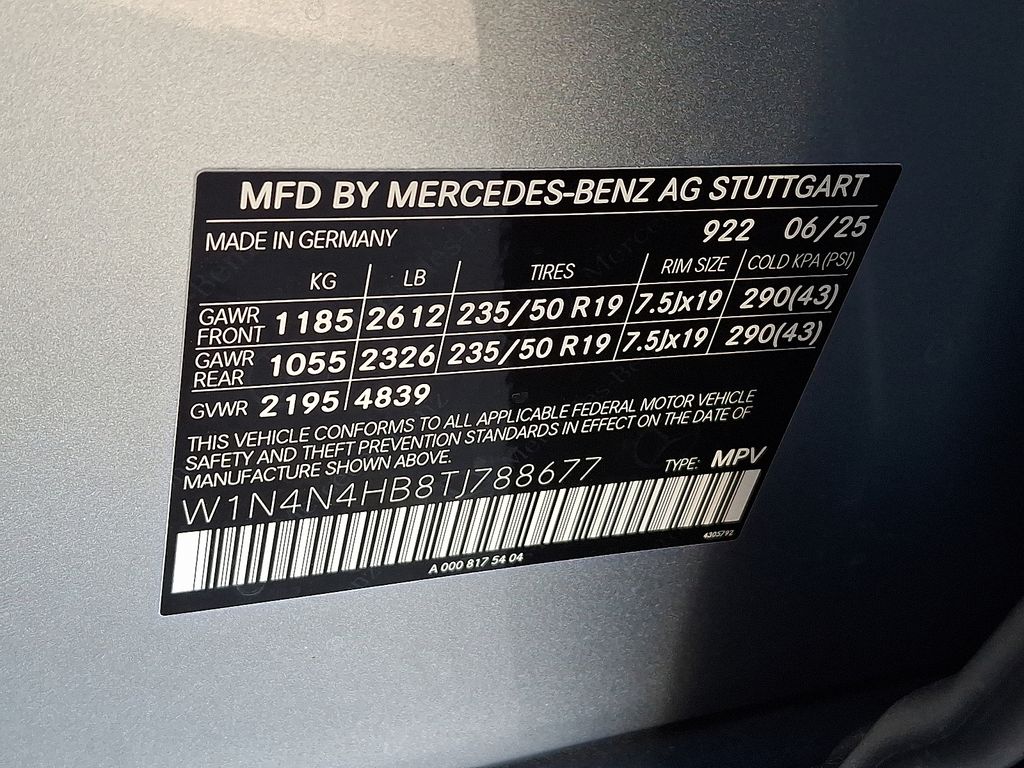 MFD BY MERCEDES-BENZ AG STUTTGART
MADE IN GERMANY 922 06/25
KG LB TIRES RIM SIZE COLD KPA (PSI)
GAWR FRONT 1185 2612 235/50 R19 7.5Jx19 290(43)
GAWR REAR 1055 2326 235/50 R19 7.5Jx19 290(43)
GVWR 2195 4839
THIS VEHICLE CONFORMS TO ALL APPLICABLE FEDERAL MOTOR VEHICLE
SAFETY AND THEFT PREVENTION STANDARDS IN EFFECT ON THE DATE OF
MANUFACTURE SHOWN ABOVE.
W1N4N4HB8TJ788677 TYPE: MPV
A 000 817 54 04 4305792